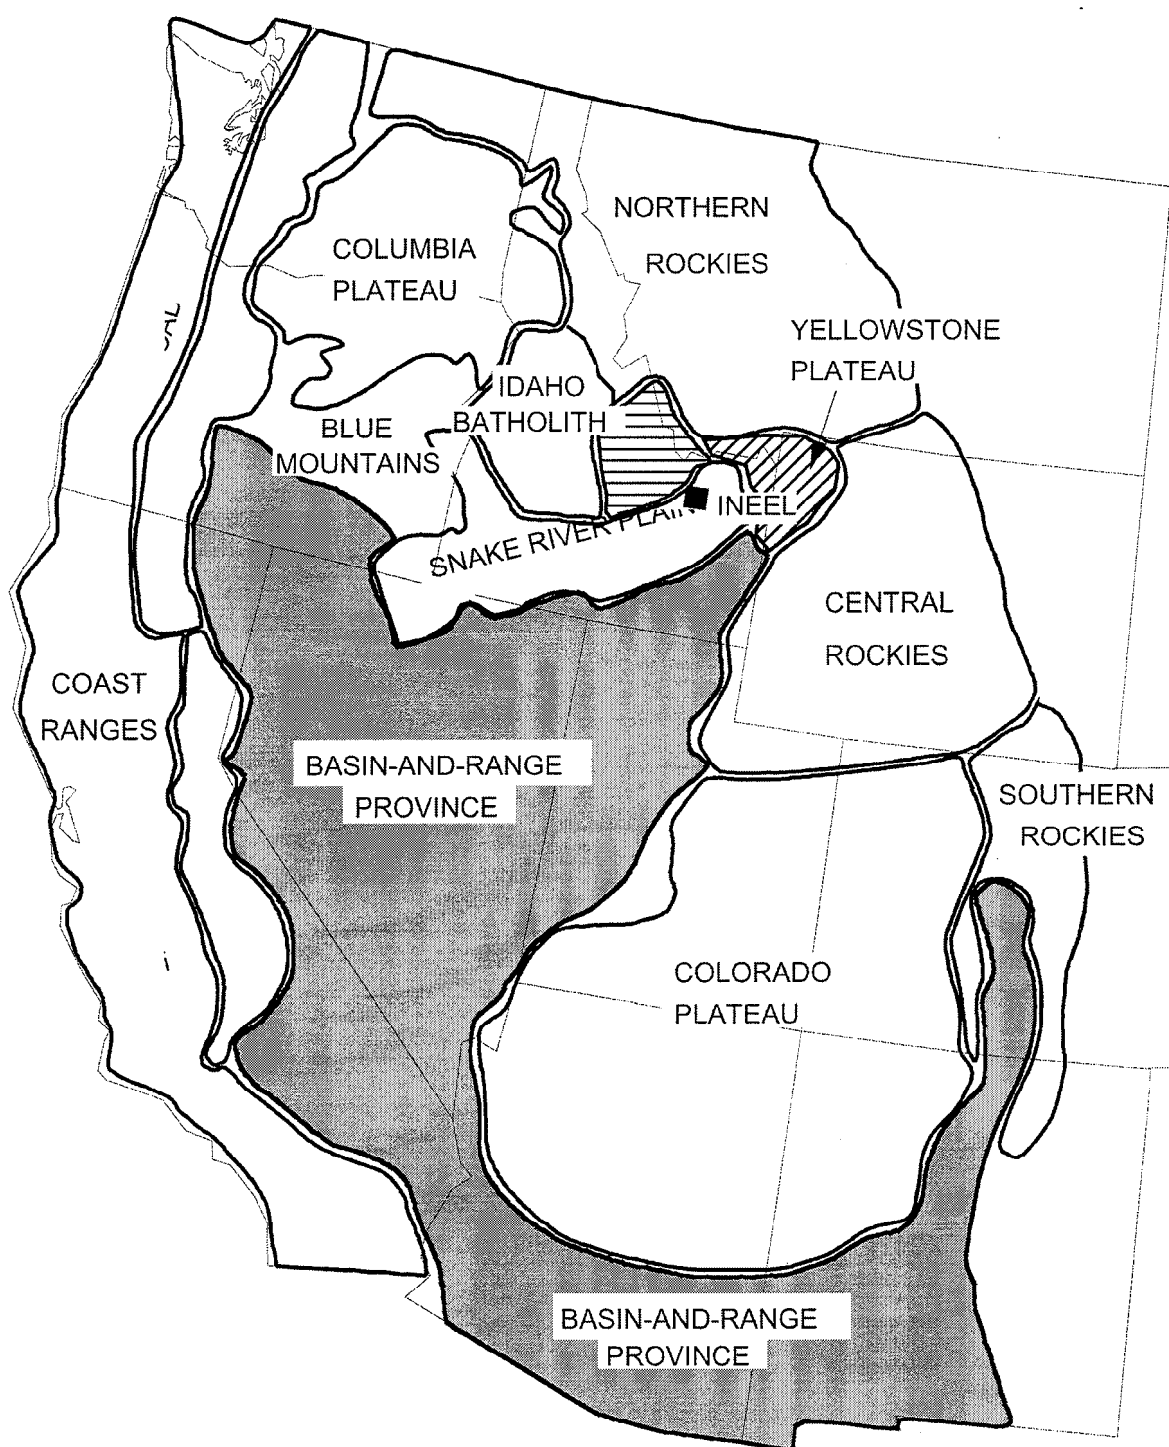 NORTHERN
ROCKIES
COLUMBIA
PLATEAU
YELLOWSTONE
PLATEAU
IDAHO
BATHOLITH
BLUE
MOUNTAINS
INEEL
SNAKE RIVER PLAIN
CENTRAL
ROCKIES
COAST
RANGES
BASIN-AND-RANGE
PROVINCE
SOUTHERN
ROCKIES
COLORADO
PLATEAU
BASIN-AND-RANGE
PROVINCE